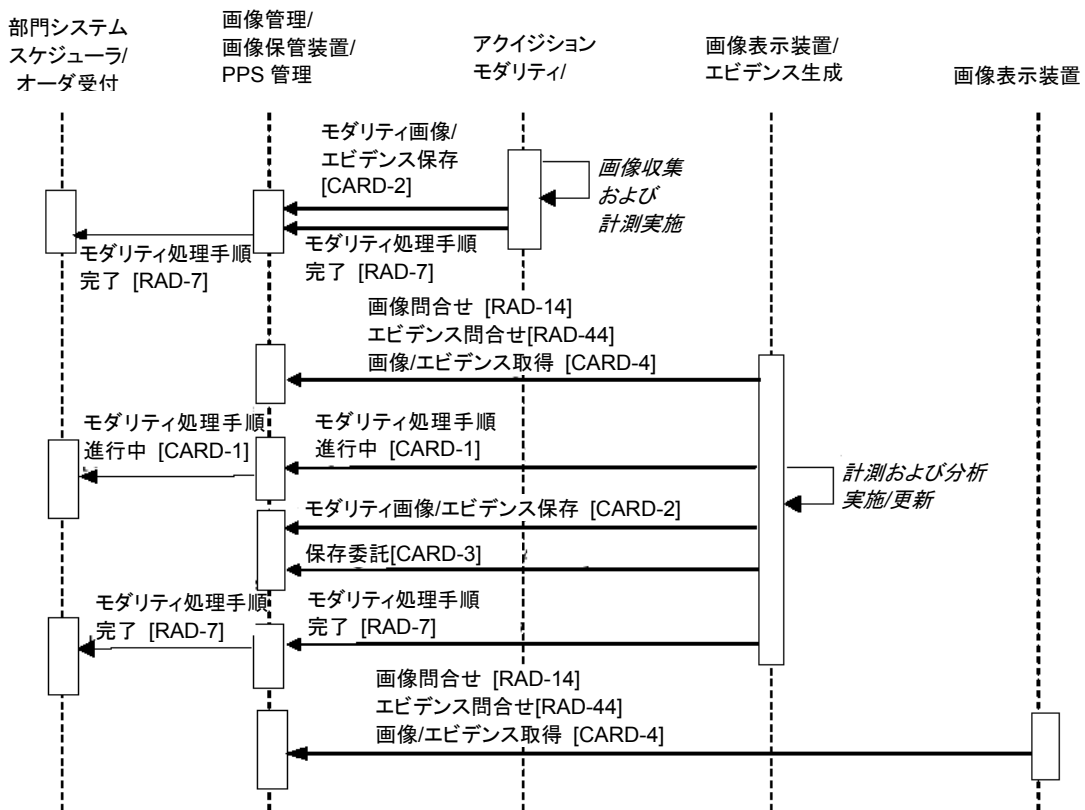 部門システム
スケジューラ/
オーダ受付
画像管理/
画像保管装置/
PPS 管理
アクイジション
モダリティ/
画像表示装置/
エビデンス生成
画像表示装置
モダリティ画像/
エビデンス保存
[CARD-2]
画像収集
および
計測実施
モダリティ処理手順
完了 [RAD-7]
モダリティ処理手順
完了 [RAD-7]
画像問合せ [RAD-14]
エビデンス問合せ[RAD-44]
画像/エビデンス取得 [CARD-4]
モダリティ処理手順
進行中 [CARD-1]
モダリティ処理手順
進行中 [CARD-1]
計測および分析
実施/更新
モダリティ画像/エビデンス保存 [CARD-2]
保存委託[CARD-3]
モダリティ処理手順
完了 [RAD-7]
モダリティ処理手順
完了 [RAD-7]
画像問合せ [RAD-14]
エビデンス問合せ[RAD-44]
画像/エビデンス取得 [CARD-4]